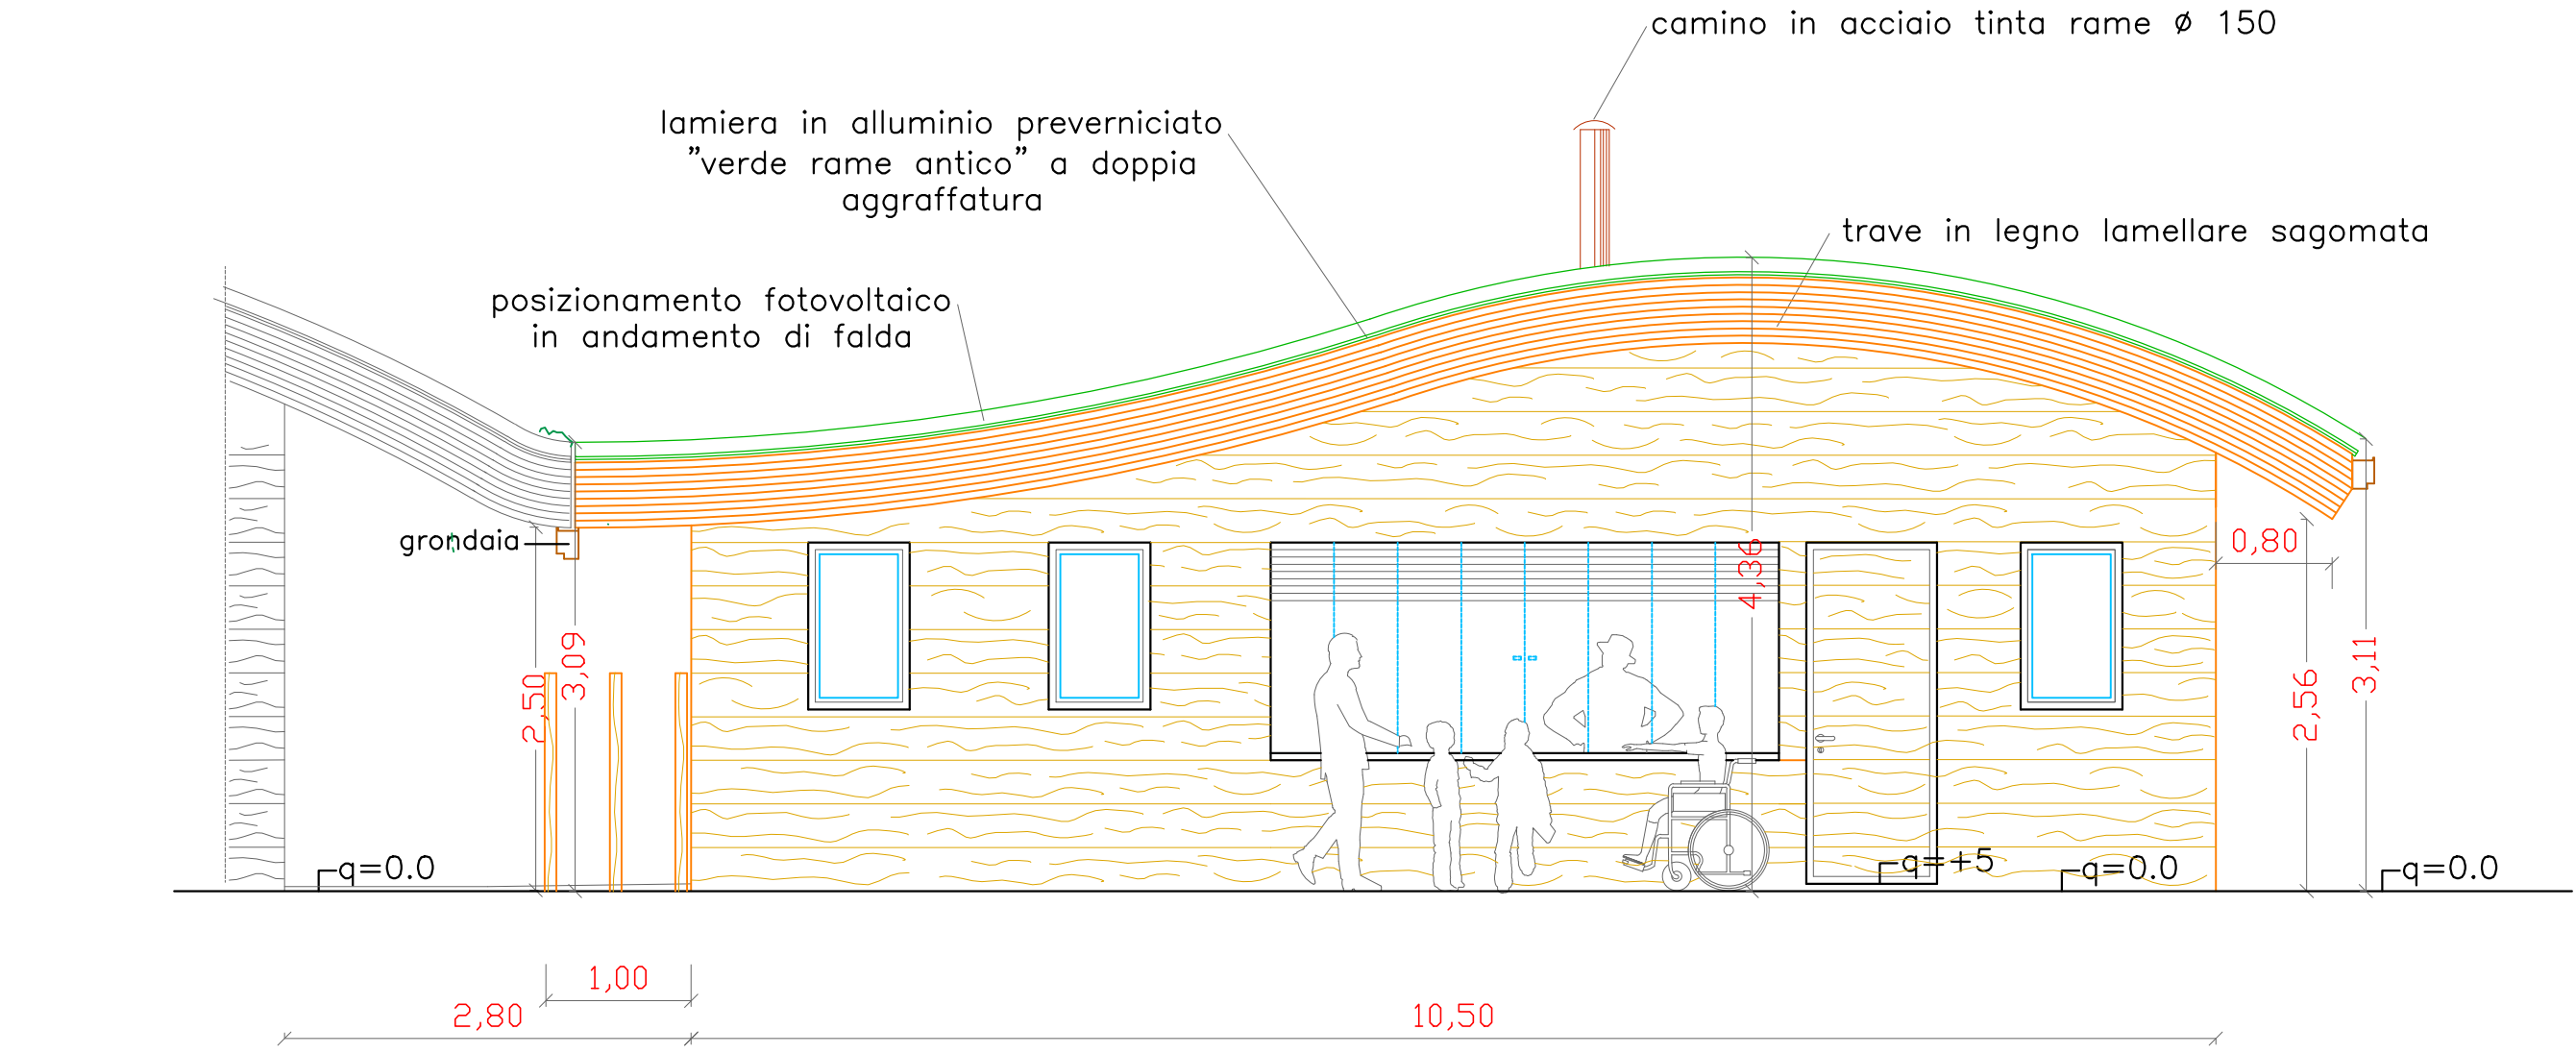 camino in acciaio tinta rame ø 150
lamiera in alluminio preverniciato
"verde rame antico" a doppia
aggraffatura
trave in legno lamellare sagomata
posizionamento fotovoltaico
in andamento di falda
grondaia
0,80
4,36
3,09
2,50
3,11
2,56
q=0.0
q=+5
q=0.0
q=0.0
1,00
2,80
10,50